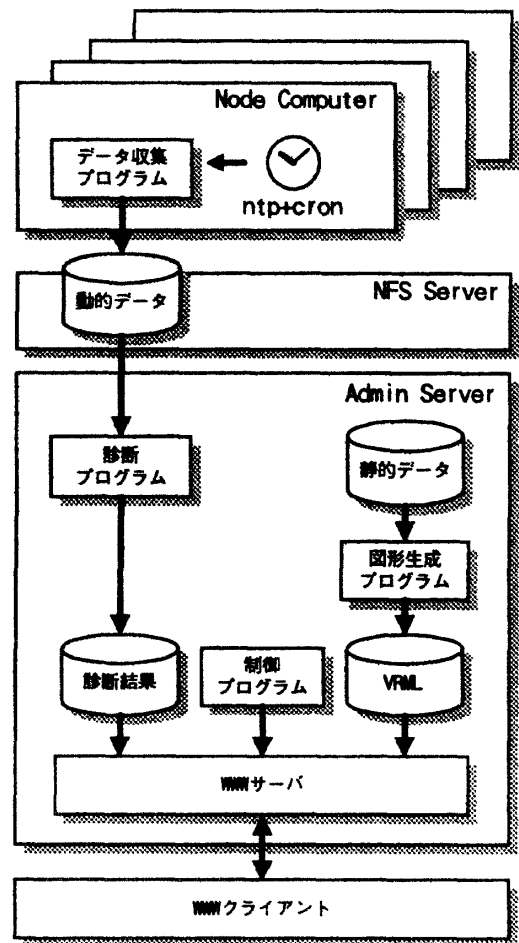 Node Computer
データ収集
プログラム
ntp+cron
動的データ
NFS Server
Admin Server
診断
プログラム
静的データ
図形生成
プログラム
診断結果
制御
プログラム
VRML
WWWサーバ
WWWクライアント